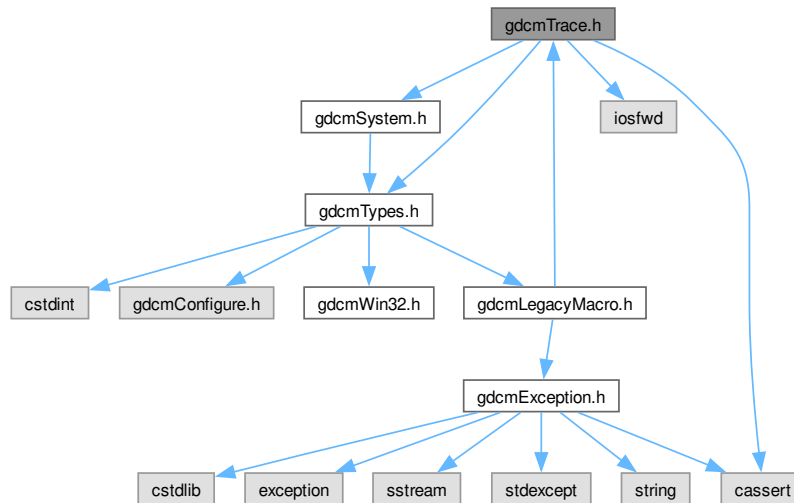 gdcmTrace.h
gdcmSystem.h
iosfwd
gdcmTypes.h
cstdint
gdcmConfigure.h
gdcmWin32.h
gdcmLegacyMacro.h
gdcmException.h
cstdlib
exception
sstream
stdexcept
string
cassert